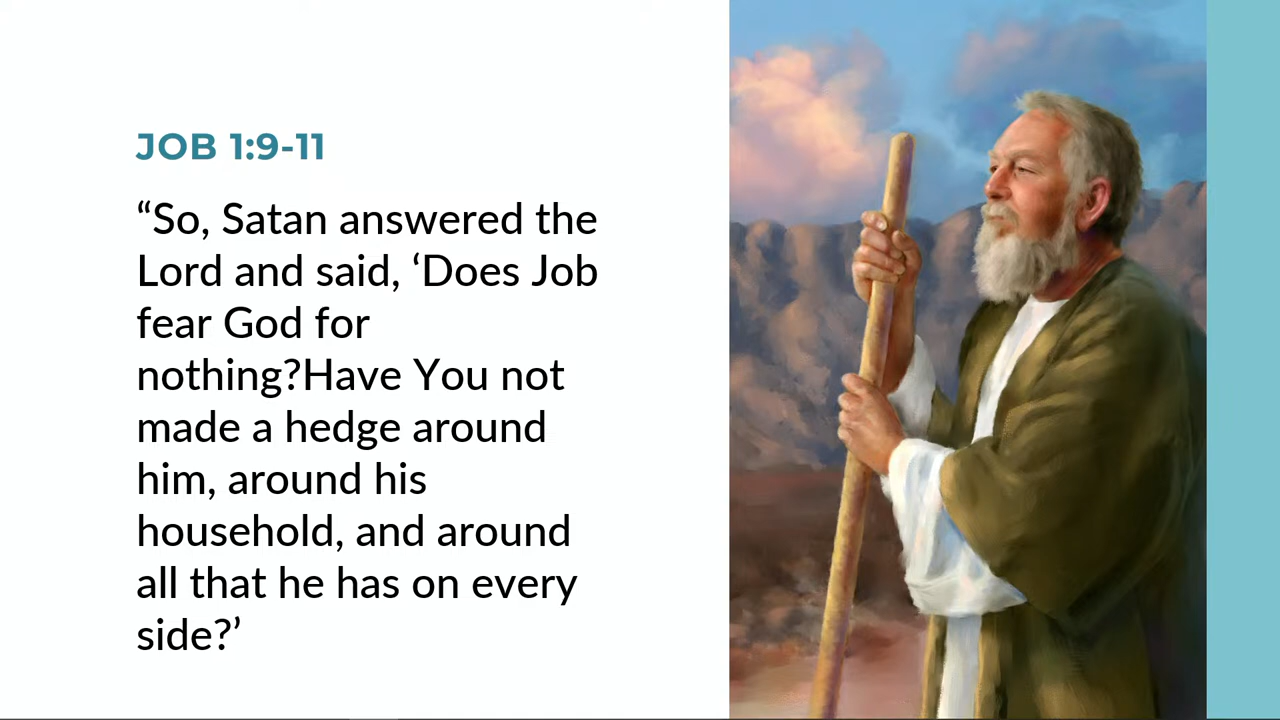 JOB 1:9-11
“So, Satan answered the
Lord and said, ‘Does Job
fear God for
nothing?Have You not
made a hedge around
him, around his
household, and around
all that he has on every
side?’